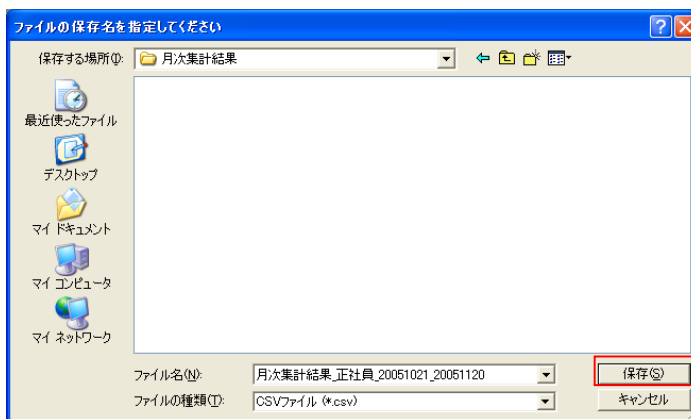 ファイルの保存名を指定してください
保存する場所(I):
月次集計結果
最近使ったファイル
デスクトップ
マイ ドキュメント
マイ コンピュータ
マイ ネットワーク
ファイル名(N):
月次集計結果_正社員_20051021_20051120
保存(S)
ファイルの種類(T):
CSVファイル (*.csv)
キャンセル